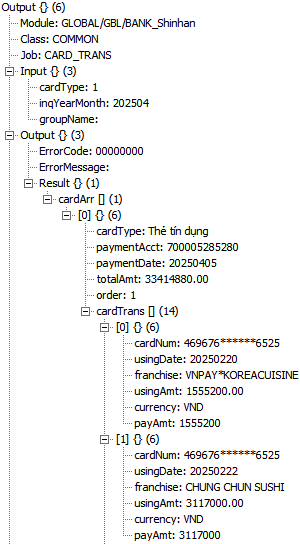 Output {} (6)
Module: GLOBAL/GBL/BANK_Shinhan
Class: COMMON
Job: CARD_TRANS
Input {} (3)
cardType: 1
inqYearMonth: 202504
groupName:
Output {} (3)
ErrorCode: 00000000
ErrorMessage:
Result {} (1)
cardArr [] (1)
[0] {} (6)
cardType: Thẻ tín dụng
paymentAcct: 700005285280
paymentDate: 20250405
totalAmt: 33414880.00
order: 1
cardTrans [] (14)
[0] {} (6)
cardNum: 469676******6525
usingDate: 20250220
franchise: VNPAY*KOREACUISINE
usingAmt: 1555200.00
currency: VND
payAmt: 1555200
[1] {} (6)
cardNum: 469676******6525
usingDate: 20250222
franchise: CHUNG CHUN SUSHI
usingAmt: 3117000.00
currency: VND
payAmt: 3117000